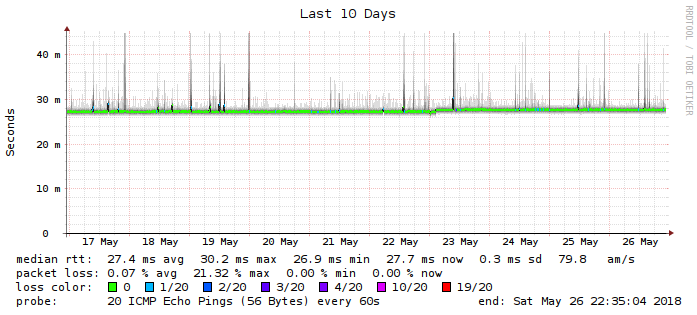 Last 10 Days
RRDTOOL / TOBI OETIKER
Seconds
40 m
30 m
20 m
10 m
0
17 May 18 May 19 May 20 May 21 May 22 May 23 May 24 May 25 May 26 May
median rtt: 27.4 ms avg 30.2 ms max 26.9 ms min 27.7 ms now 0.3 ms sd 79.8 am/s
packet loss: 0.07 % avg 21.32 % max 0.00 % min 0.00 % now
loss color: 0 1/20 2/20 3/20 4/20 10/20 19/20
probe: 20 ICMP Echo Pings (56 Bytes) every 60s end: Sat May 26 22:35:04 2018